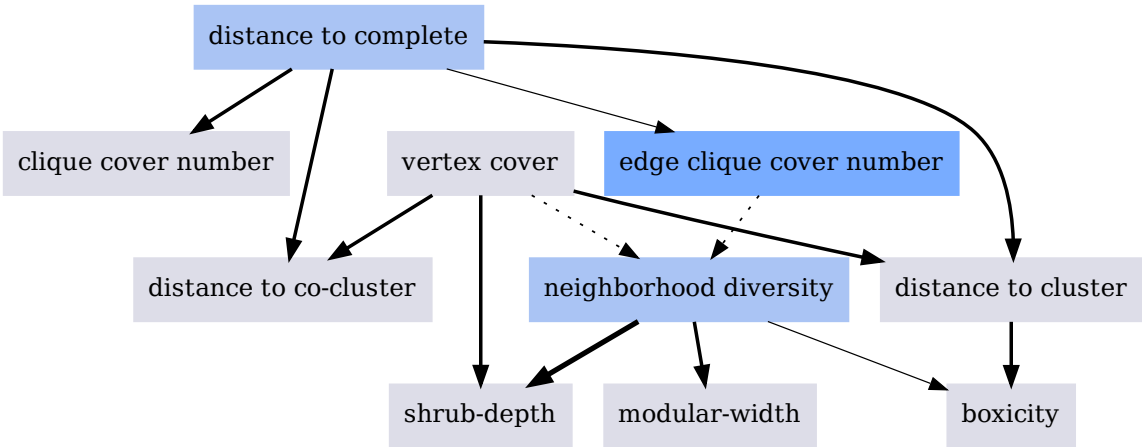 distance to complete
clique cover number
vertex cover
edge clique cover number
distance to co-cluster
neighborhood diversity
distance to cluster
shrub-depth
modular-width
boxicity